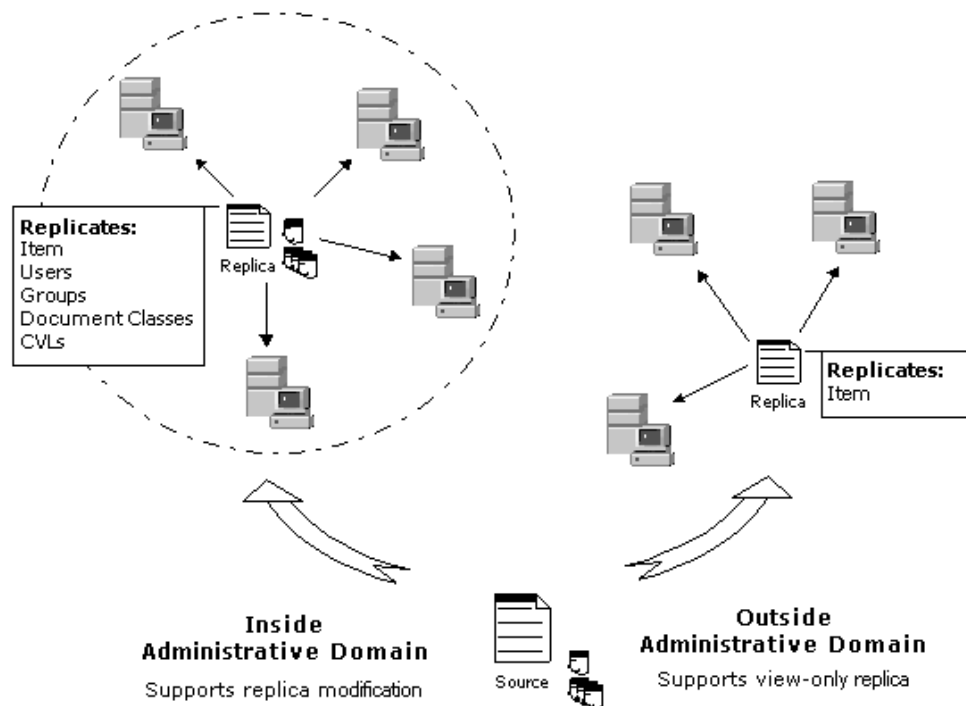 Replicates:
Item
Users
Groups
Document Classes
CVLs
Replica
Replica
Replicates:
Item
Inside
Administrative Domain
Supports replica modification
Source
Outside
Administrative Domain
Supports view-only replica